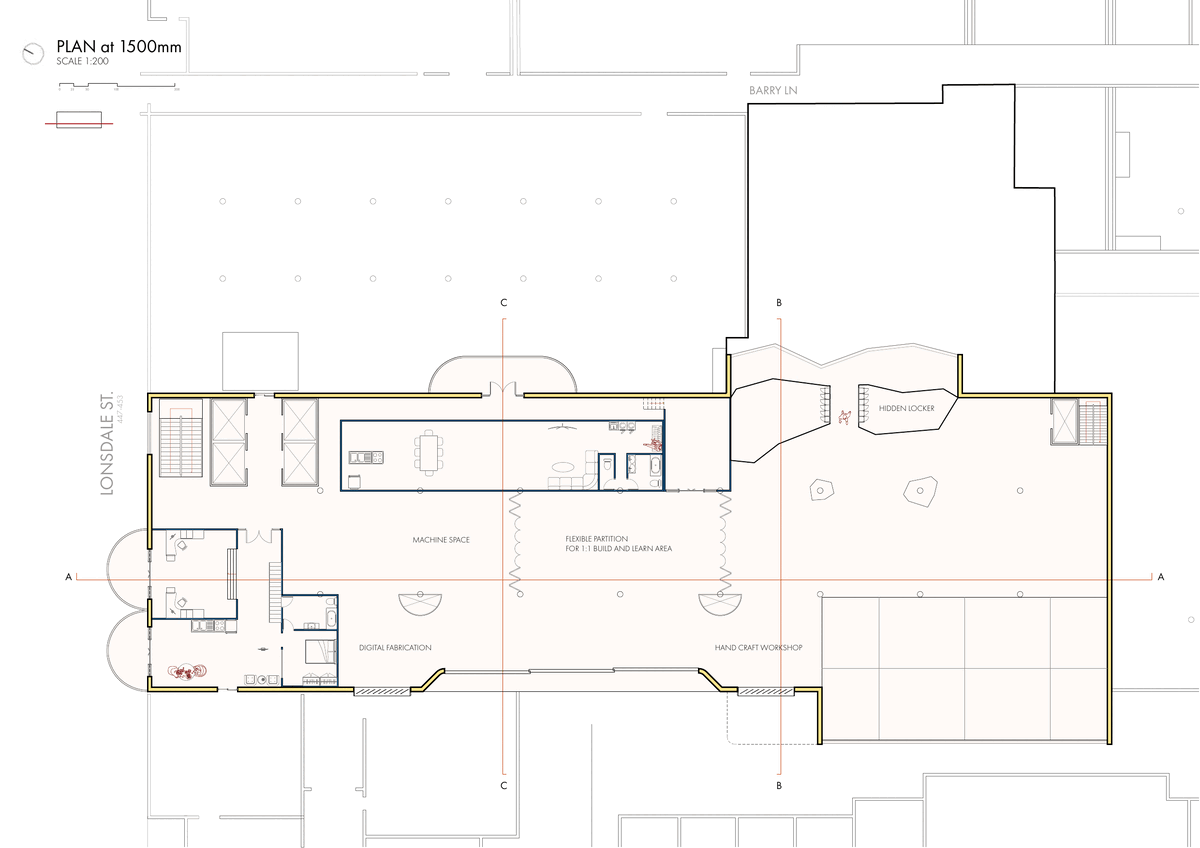 PLAN at 1500mm
SCALE 1:200
BARRY LN
C
B
LONSDALE ST.
447-453
HIDDEN LOCKER
MACHINE SPACE
FLEXIBLE PARTITION
FOR 1:1 BUILD AND LEARN AREA
A
A
DIGITAL FABRICATION
HAND CRAFT WORKSHOP
C
B